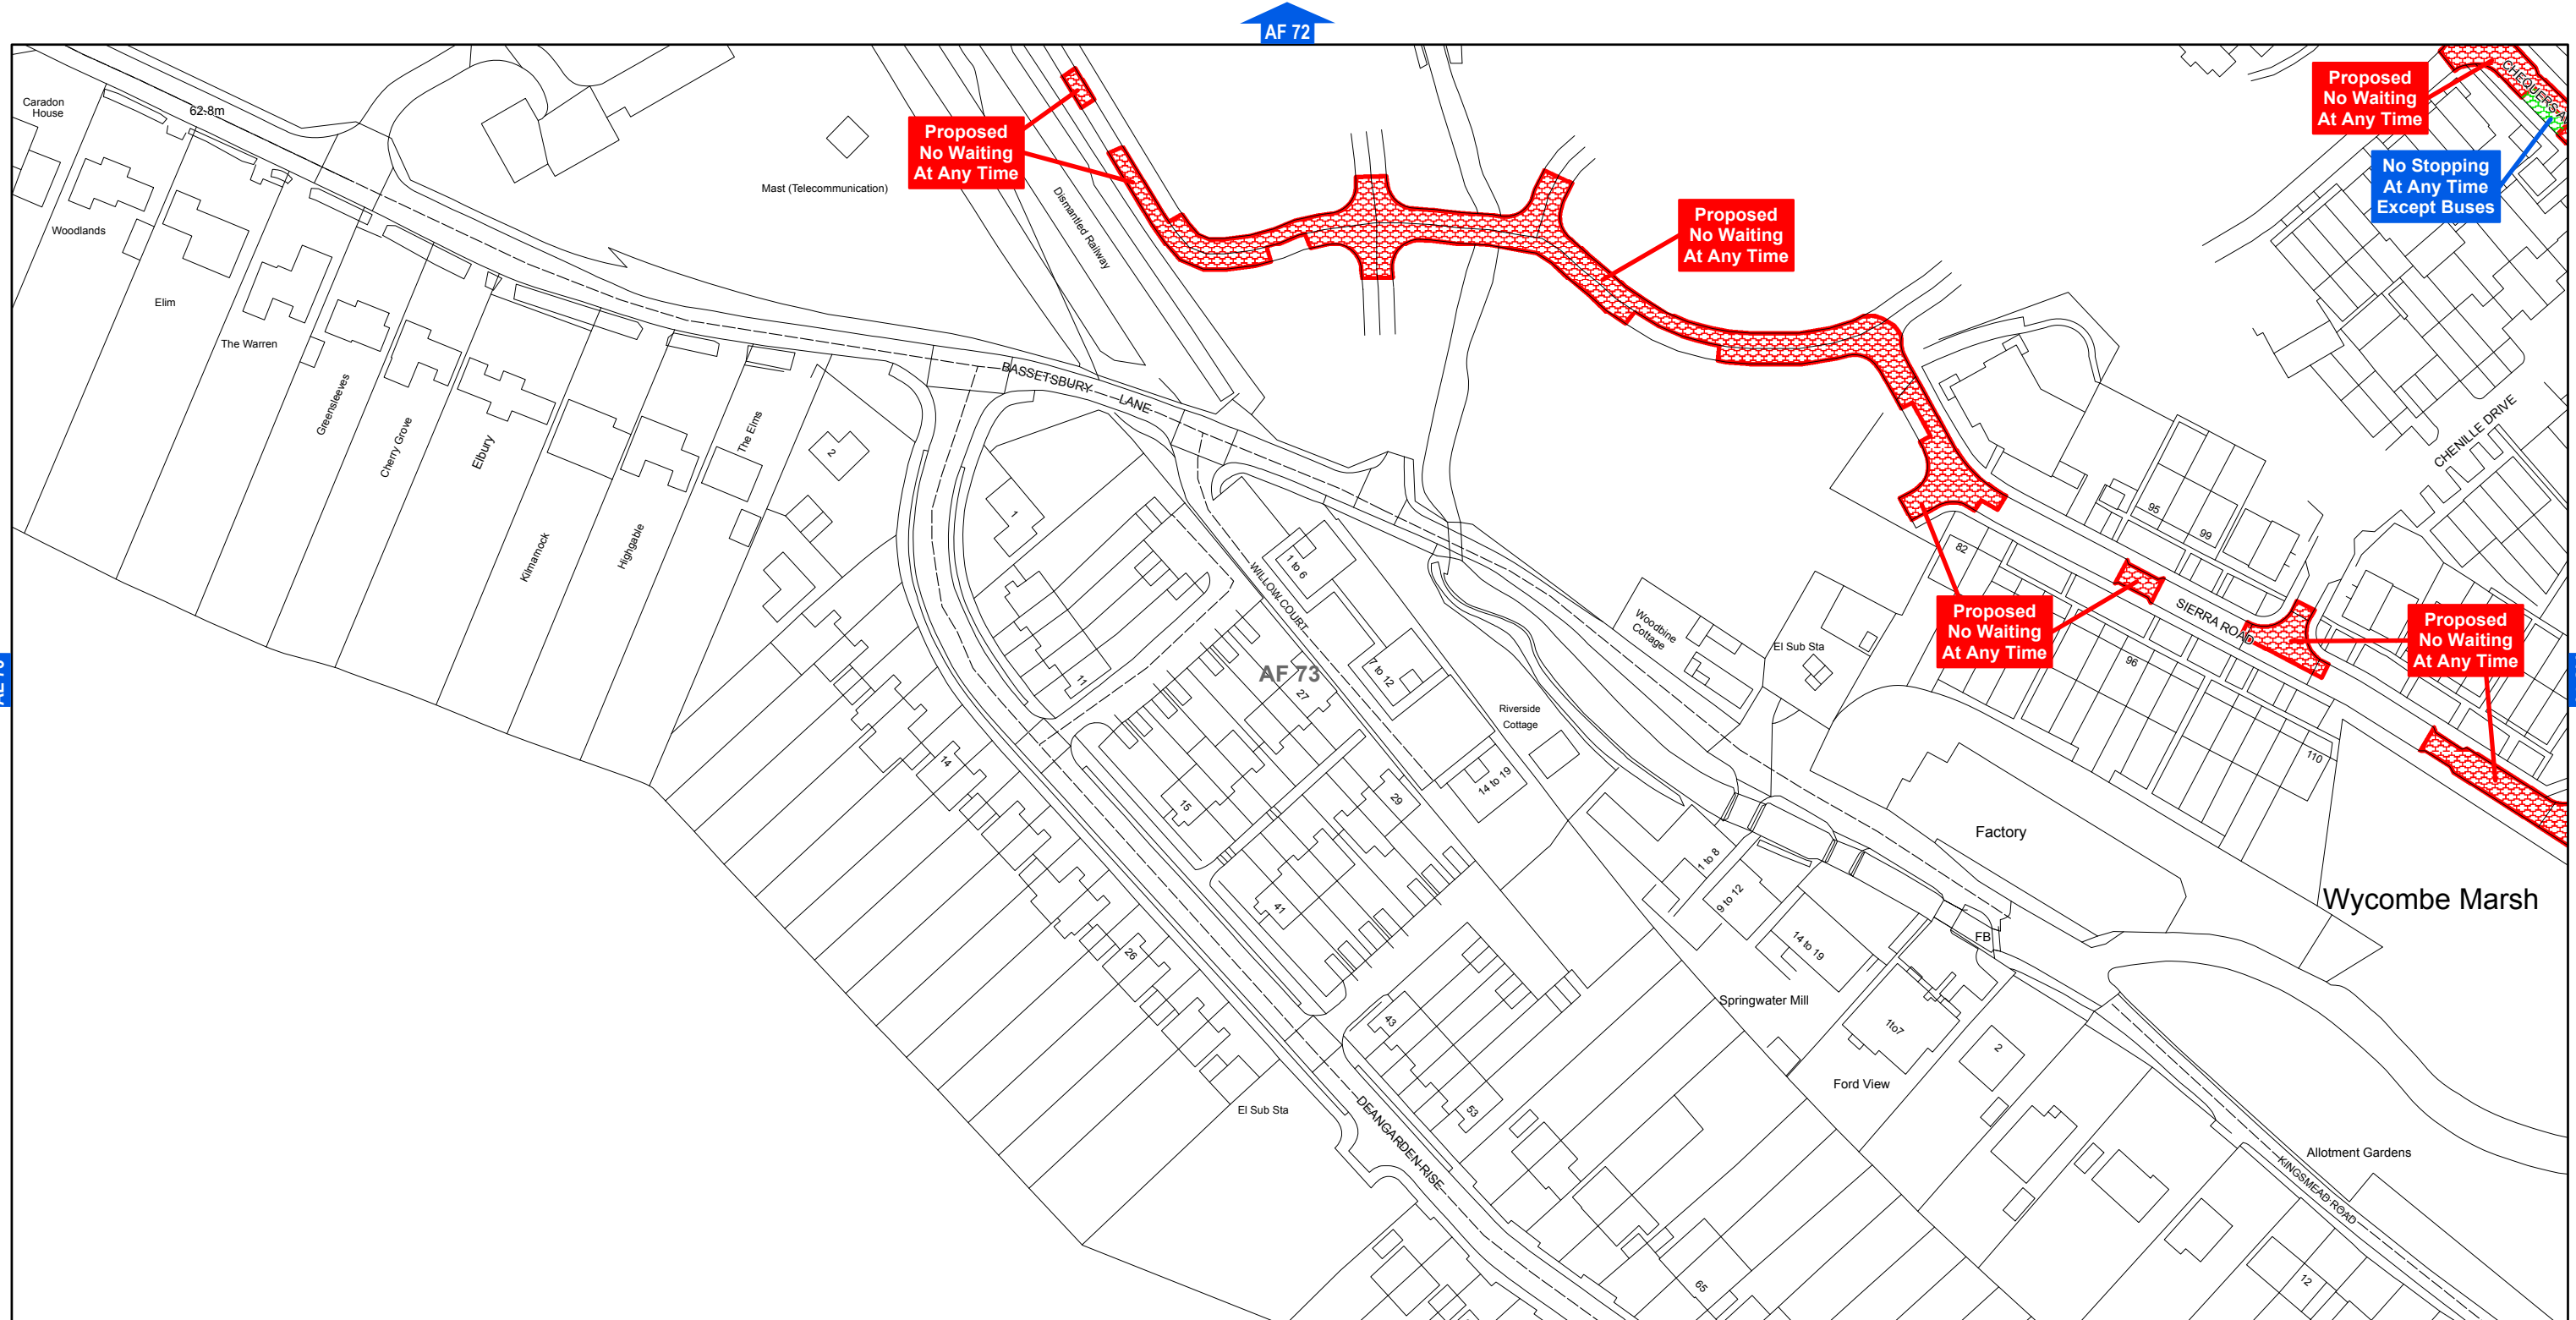 AF 72
Caradon
House
62.8m
Woodlands
Elim
The Warren
Greensleeves
Cherry Grove
Elbury
Kilmarnock
Highgable
The Elms
2
Mast (Telecommunication)
Dismantled Railway
Proposed
No Waiting
At Any Time
Proposed
No Waiting
At Any Time
Proposed
No Waiting
At Any Time
No Stopping
At Any Time
Except Buses
BASSETSBURY LANE
CHENILLE DRIVE
1
11
WILLOW COURT
1 to 6
7 to 12
14 to 19
AF 73
27
29
15
41
14
26
Riverside
Cottage
Woodbine
Cottage
El Sub Sta
82
95
99
96
110
SIERRA ROAD
Proposed
No Waiting
At Any Time
Proposed
No Waiting
At Any Time
Factory
Wycombe Marsh
1 to 8
9 to 12
14 to 19
FB
Springwater Mill
1to7
2
Ford View
43
53
65
El Sub Sta
DEANGARDEN RISE
Allotment Gardens
KINGSMEAD ROAD
12